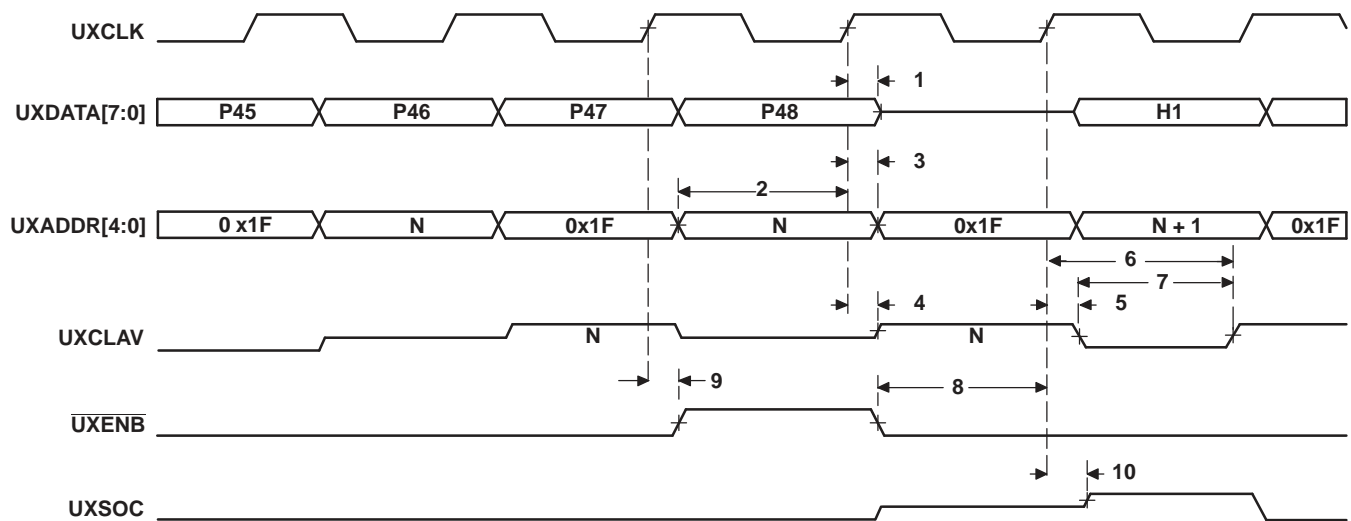 UXCLK
1
UXDATA[7:0] P45 P46 P47 P48 H1
3
2
UXADDR[4:0] 0 x1F N 0x1F N 0x1F N + 1 0x1F
6
7
4 5
UXCLAV N N
9 8
UXENB
10
UXSOC